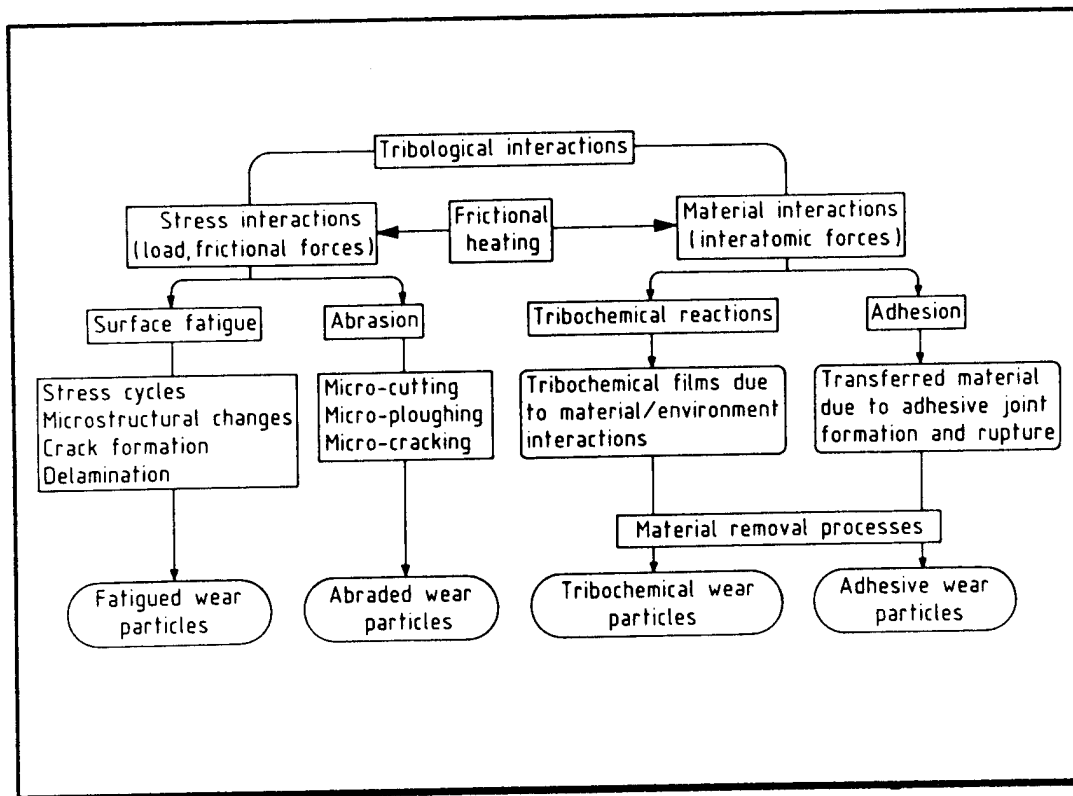 Tribological interactions
Stress interactions
(load, frictional forces)
Frictional
heating
Material interactions
(interatomic forces)
Surface fatigue
Abrasion
Tribochemical reactions
Adhesion
Stress cycles
Microstructural changes
Crack formation
Delamination
Micro-cutting
Micro-ploughing
Micro-cracking
Tribochemical films due
to material/environment
interactions
Transferred material
due to adhesive joint
formation and rupture
Material removal processes
Fatigued wear
particles
Abraded wear
particles
Tribochemical wear
particles
Adhesive wear
particles